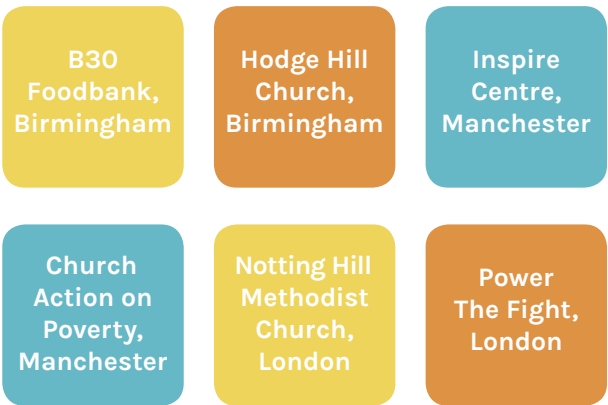 B30
Foodbank,
Birmingham
Hodge Hill
Church,
Birmingham
Inspire
Centre,
Manchester
Church
Action on
Poverty,
Manchester
Notting Hill
Methodist
Church,
London
Power
The Fight,
London